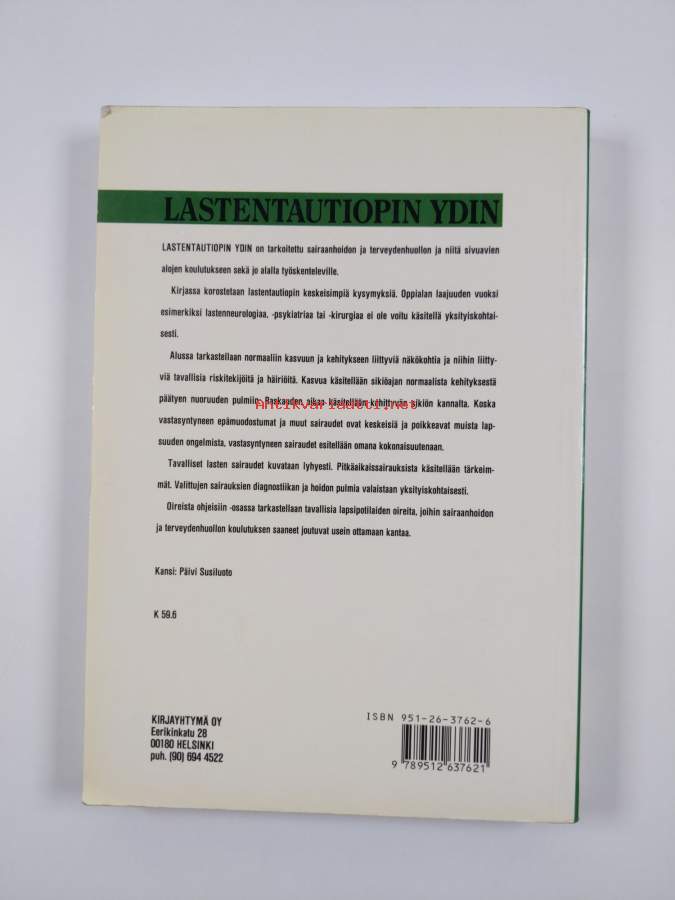 LASTENTAUTIOPIN YDIN
LASTENTAUTIOPIN YDIN on tarkoitettu sairaanhoidon ja terveydenhuollon ja niitä sivuavien
alojen koulutukseen sekä jo alalla työskenteleville.
Kirjassa korostetaan lastentautiopin keskeisimpiä kysymyksiä. Oppialan laajuuden vuoksi
esimerkiksi lastenneurologiaa, -psykiatriaa tai -kirurgiaa ei ole voitu käsitellä yksityiskohtai-
sesti.
Alussa tarkastellaan normaaliin kasvuun ja kehitykseen liittyviä näkökohtia ja niihin liitty-
viä tavallisia riskitekijöitä ja häiriöitä. Kasvua käsitellään sikiöajan normaalista kehityksestä
päätyen nuoruuden pulmiin. Raskauden aikaa käsitellään kehittyvän sikiön kannalta. Koska
Antikvariaatti.net
vastasyntyneen epämuodostumat ja muut sairaudet ovat keskeisiä ja poikkeavat muista lap-
suuden ongelmista, vastasyntyneen sairaudet esitellään omana kokonaisuutenaan.
Tavalliset lasten sairaudet kuvataan lyhyesti. Pitkäaikaissairauksista käsitellään tärkeim-
mät. Valittujen sairauksien diagnostiikan ja hoidon pulmia valaistaan yksityiskohtaisesti.
Oireista ohjeisiin -osassa tarkastellaan tavallisia lapsipotilaiden oireita, joihin sairaanhoidon
ja terveydenhuollon koulutuksen saaneet joutuvat usein ottamaan kantaa.
Kansi: Päivi Susiluoto
K 59.6
KIRJAYHTYMÄ OY
Eerikinkatu 28
00180 HELSINKI
puh. (90) 694 4522
ISBN 951-26-3762-6
9 789512 637621